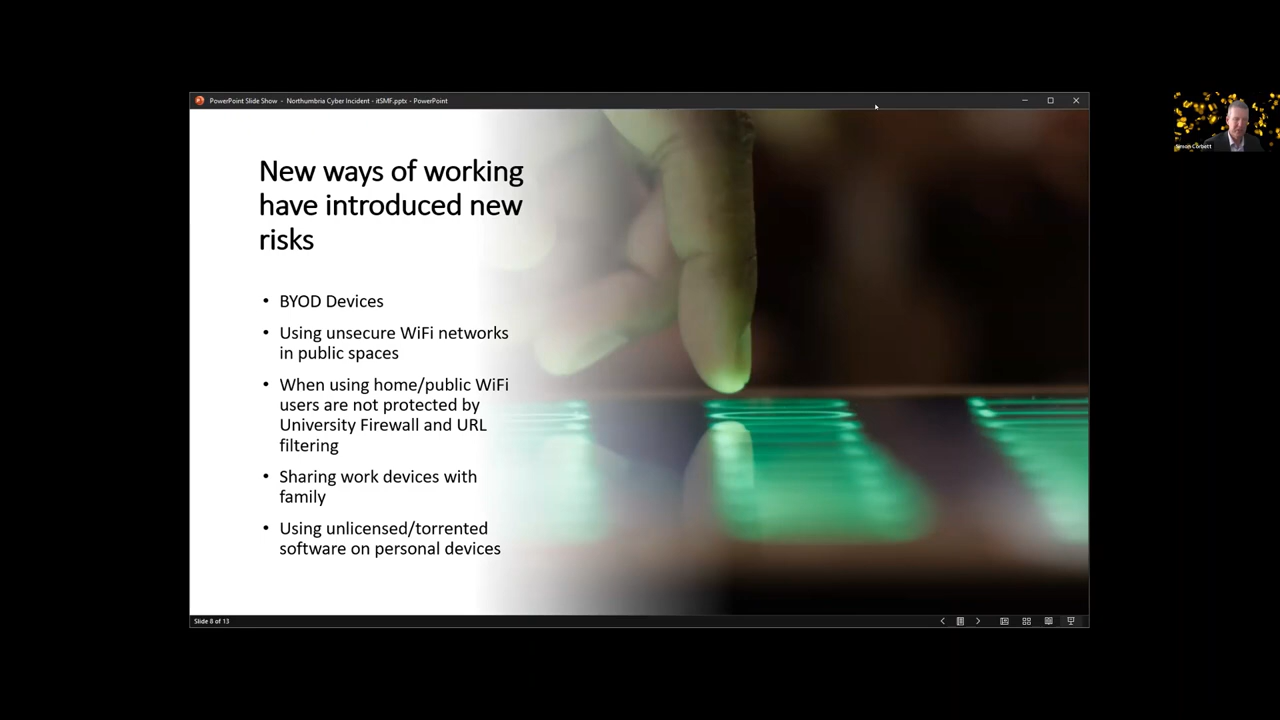 PowerPoint Slide Show - Northumbria Cyber Incident - itSMF.pptx - PowerPoint
New ways of working
have introduced new
risks
• BYOD Devices
• Using unsecure WiFi networks
in public spaces
• When using home/public WiFi
users are not protected by
University Firewall and URL
filtering
• Sharing work devices with
family
• Using unlicensed/torrented
software on personal devices
Slide 8 of 13
Simon Corbett